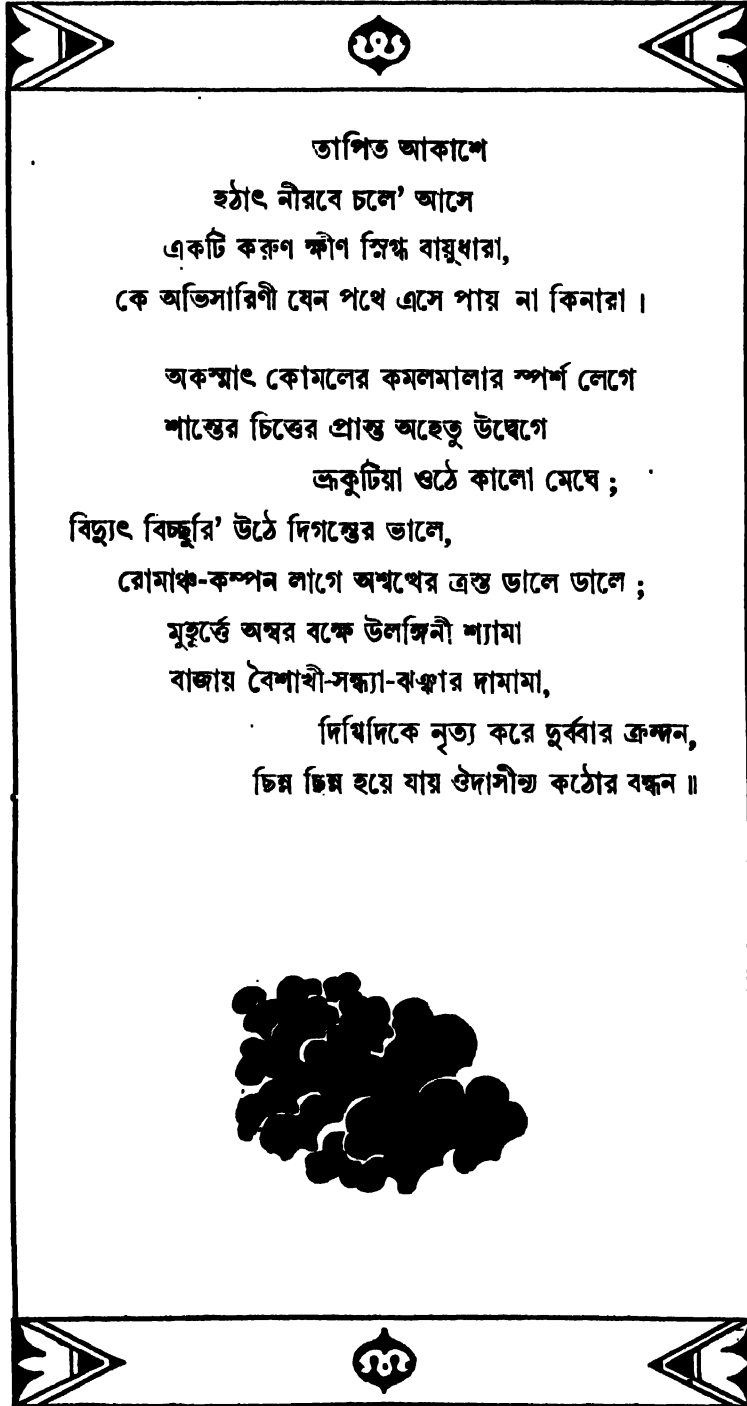 তাপিত আকাশে
হঠাৎ নীরবে চলে' আসে
একটি করুণ ক্ষীণ স্নিগ্ধ বায়ুধারা,
কে অভিসারিণী যেন পথে এসে পায় না কিনারা।
অকস্মাৎ কোমলের কমলমালার স্পর্শ লেগে
শান্তের চিত্তের প্রান্ত অহেতু উদ্বেগে
ভ্রূকুটিয়া ওঠে কালো মেঘে;
বিদ্যুৎ বিচ্ছুরি' উঠে দিগন্তের ভালে,
রোমাঞ্চ-কম্পন লাগে অশ্বত্থের ত্রস্ত ডালে ডালে;
মুহূর্ত্তে অম্বর বক্ষে উলঙ্গিনী শ্যামা
বাজায় বৈশাখী-সন্ধ্যা-ঝঞ্ঝার দামামা,
দিগ্বিদিকে নৃত্য করে দুর্ব্বার ক্রন্দন,
ছিন্ন ছিন্ন হয়ে যায় ঔদাসীন্য কঠোর বন্ধন॥